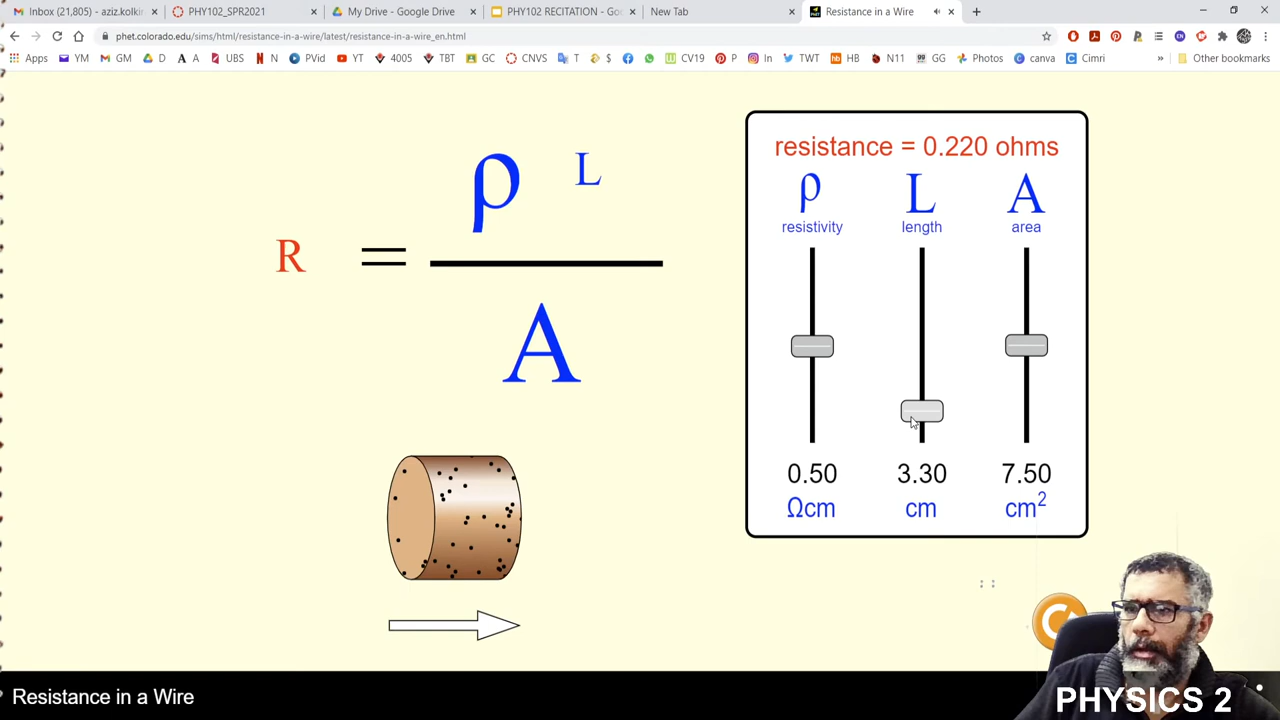 Inbox (21,805) - aziz.kolkir
PHY102_SPR2021
My Drive - Google Drive
PHY102 RECITATION - Goo
New Tab
Resistance in a Wire
phet.colorado.edu/sims/html/resistance-in-a-wire/latest/resistance-in-a-wire_en.html
Apps YM GM D A UBS N PVid YT 4005 TBT GC CNVS T $ CV19 P In TWT HB N11 GG Photos canva Cimri » Other bookmarks
resistance = 0.220 ohms
ρ L
R =
A
ρ L A
resistivity length area
0.50 3.30 7.50
Ωcm cm cm²
Resistance in a Wire
PHYSICS 2